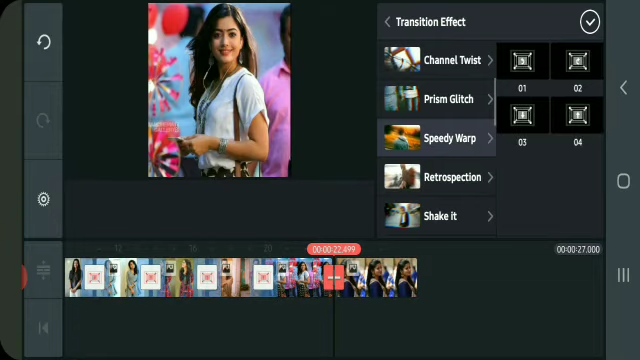 Transition Effect
Channel Twist
Prism Glitch
Speedy Warp
Retrospection
Shake it
01
02
03
04
12
16
20
00:00:22.499
00:00:27.000